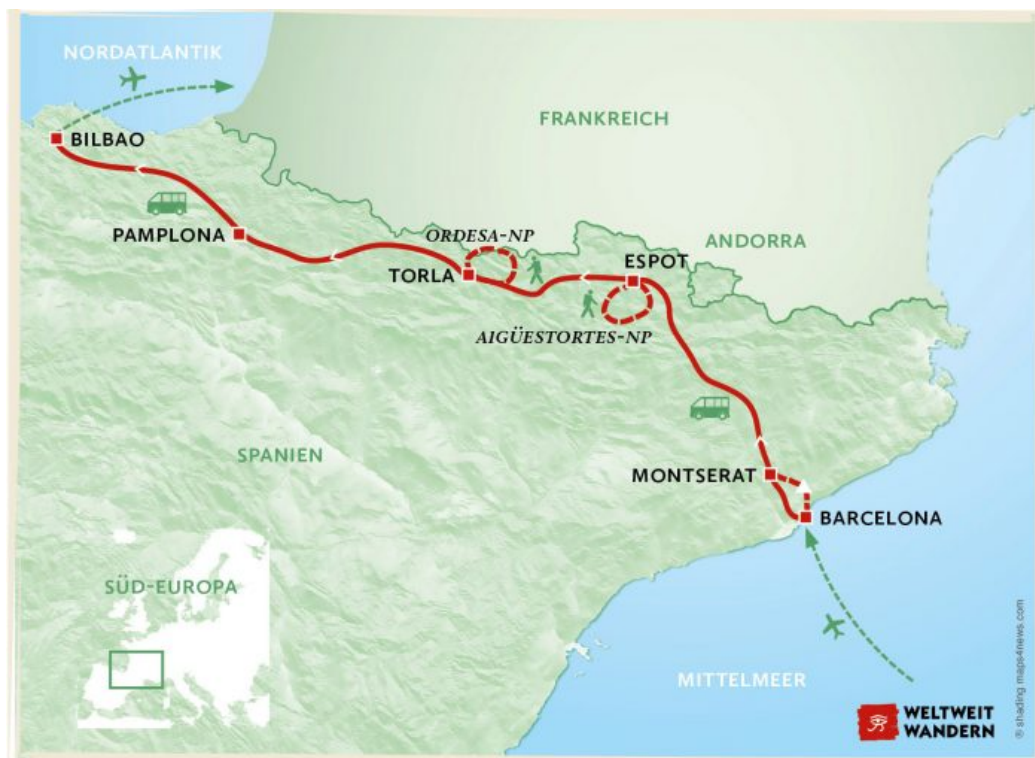 NORDATLANTIK
BILBAO
FRANKREICH
PAMPLONA
ORDESA-NP
ANDORRA
ESPOT
TORLA
AIGÜESTORTES-NP
SPANIEN
MONTSERAT
BARCELONA
SÜD-EUROPA
MITTELMEER
WELTWEIT
WANDERN
© shading maps4news.com